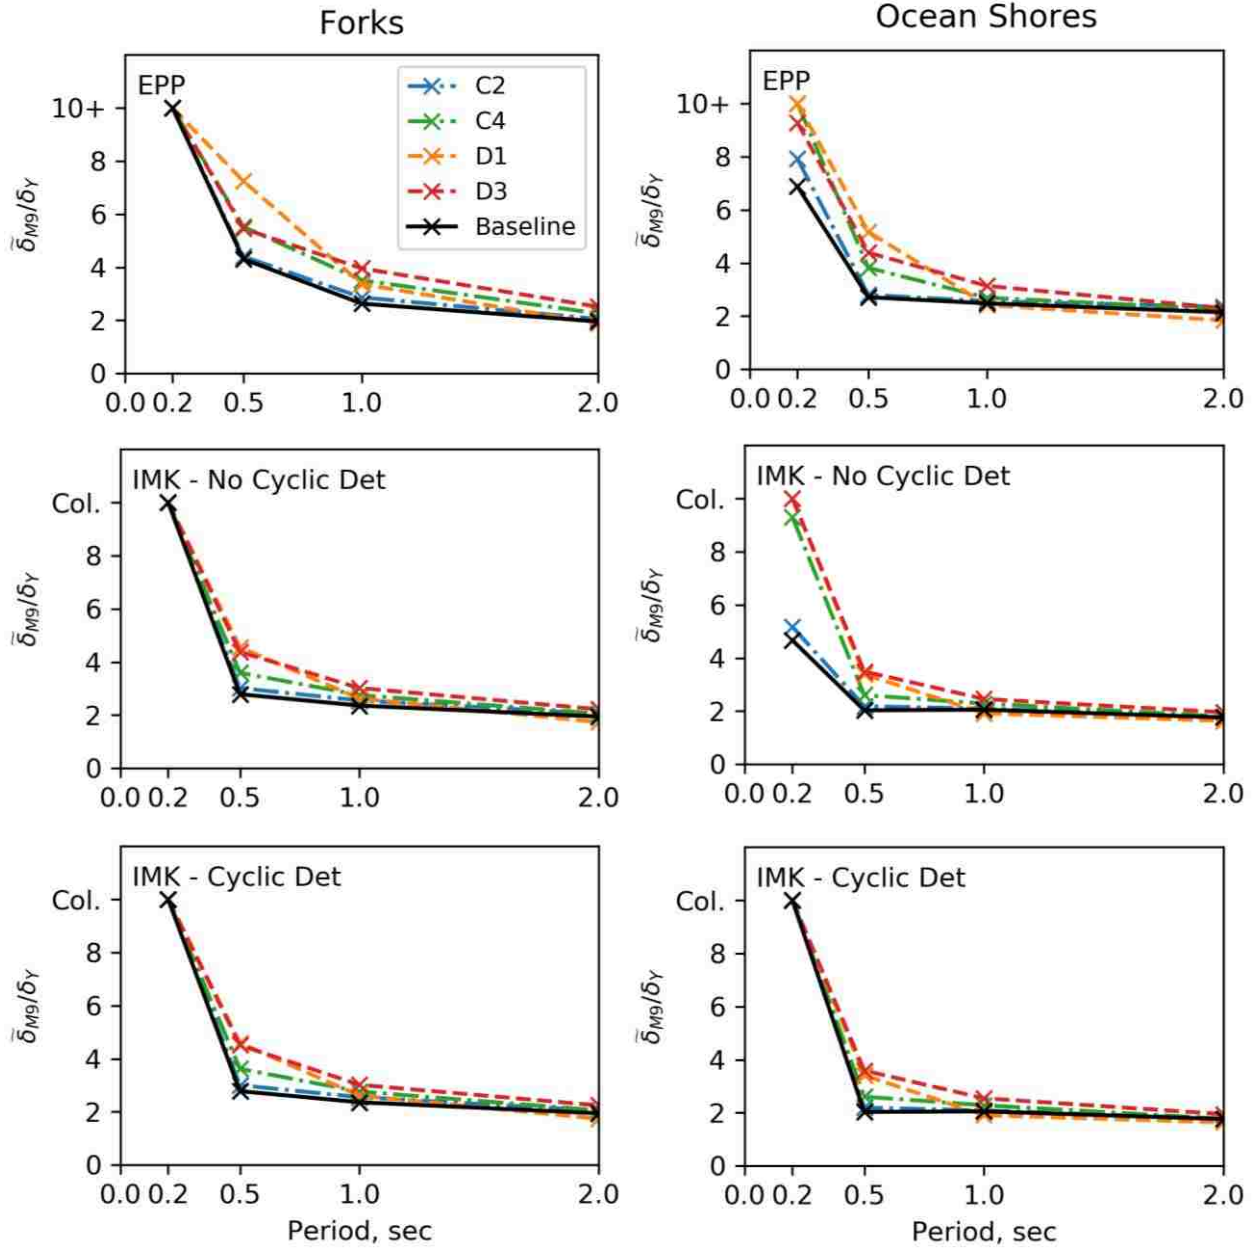 Forks
Ocean Shores
EPP
C2
C4
D1
D3
Baseline
10+
8
6
4
2
0
0.0 0.2 0.5 1.0 2.0
δ̃M9/δY
EPP
10+
8
6
4
2
0
0.0 0.2 0.5 1.0 2.0
δ̃M9/δY
IMK - No Cyclic Det
Col.
8
6
4
2
0
0.0 0.2 0.5 1.0 2.0
δ̃M9/δY
IMK - No Cyclic Det
Col.
8
6
4
2
0
0.0 0.2 0.5 1.0 2.0
δ̃M9/δY
IMK - Cyclic Det
Col.
8
6
4
2
0
0.0 0.2 0.5 1.0 2.0
δ̃M9/δY
Period, sec
IMK - Cyclic Det
Col.
8
6
4
2
0
0.0 0.2 0.5 1.0 2.0
δ̃M9/δY
Period, sec